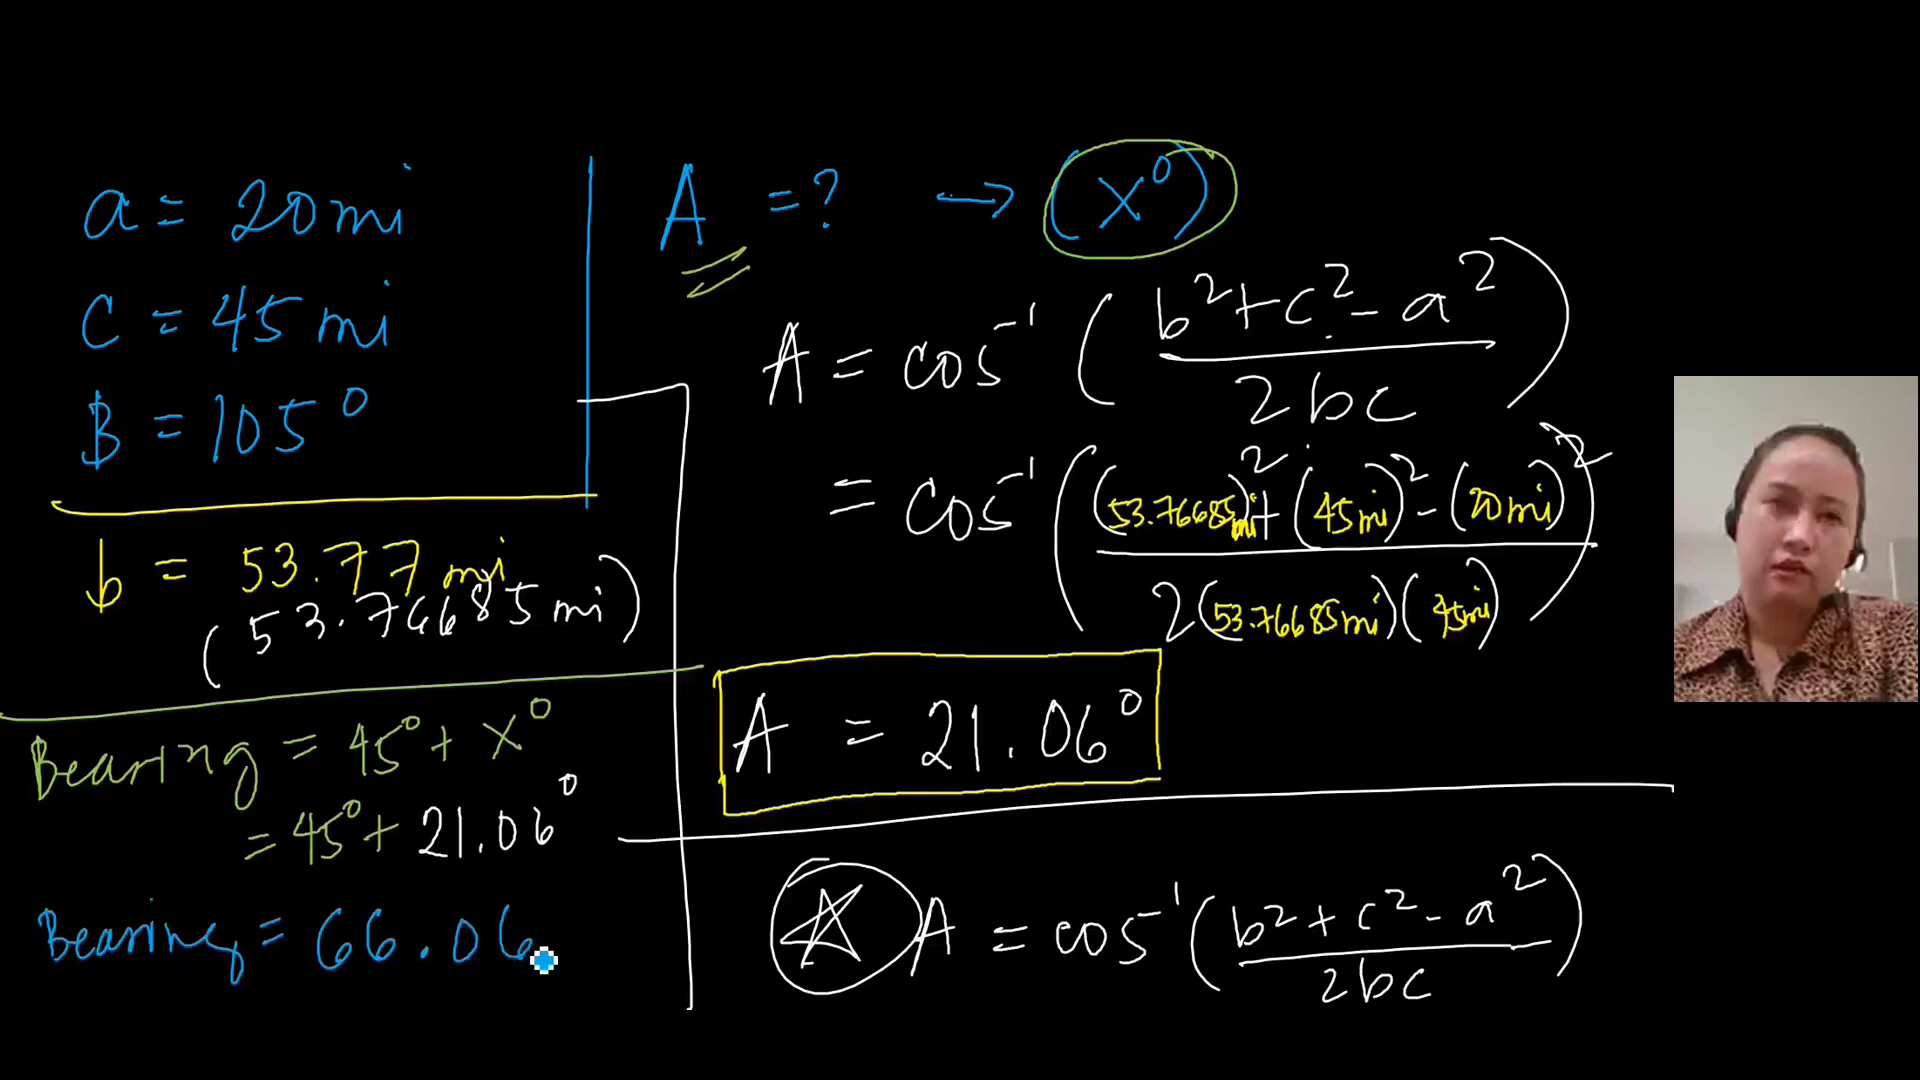 a = 20mi
c = 45mi
B = 105°
b = 53.77 mi
(53.76685mi)
Bearing = 45° + x°
= 45° + 21.06°
Bearing = 66.06
A = ? → (x°)
A = cos⁻¹ ( b² + c² - a² / 2bc )
= cos⁻¹ ( (53.76685mi)² + (45mi)² - (20mi)² / 2(53.76685mi)(45mi) )
A = 21.06°
A = cos⁻¹ ( b² + c² - a² / 2bc )